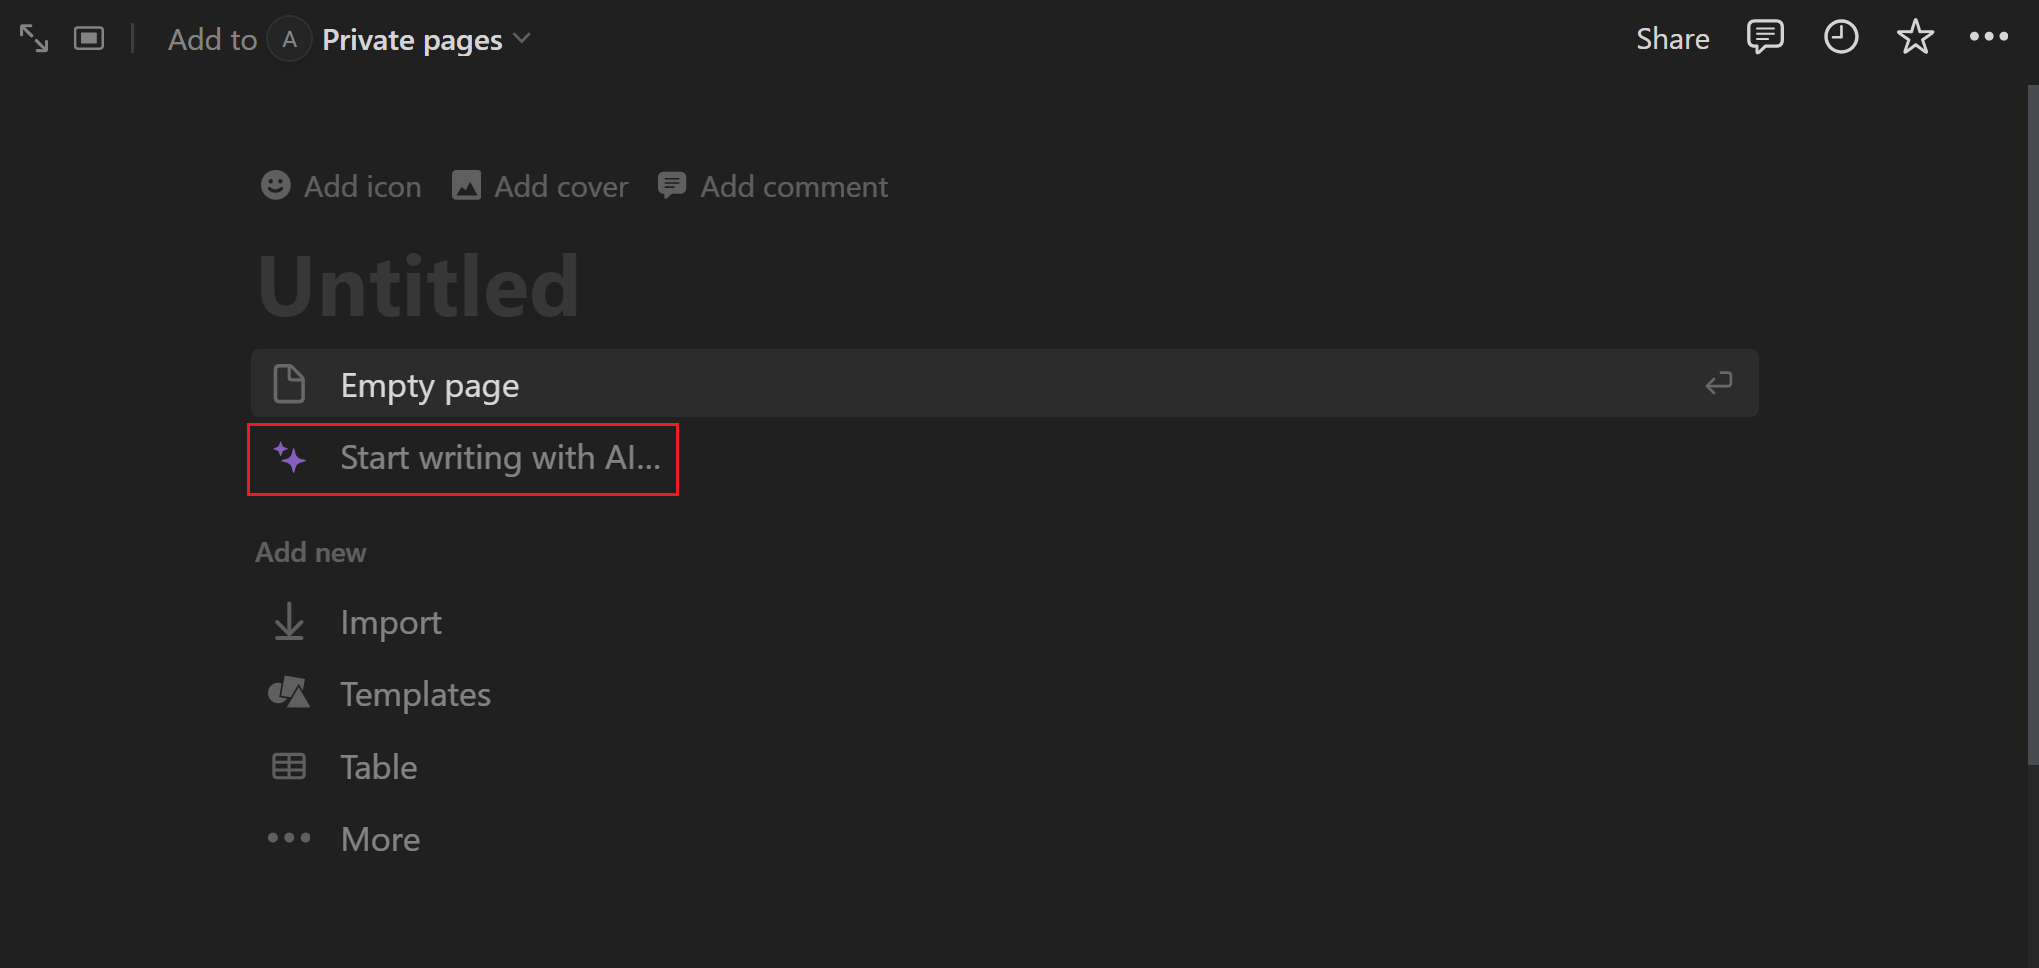 Add to A Private pages
Share
Add icon Add cover Add comment
Untitled
Empty page
Start writing with AI...
Add new
Import
Templates
Table
More